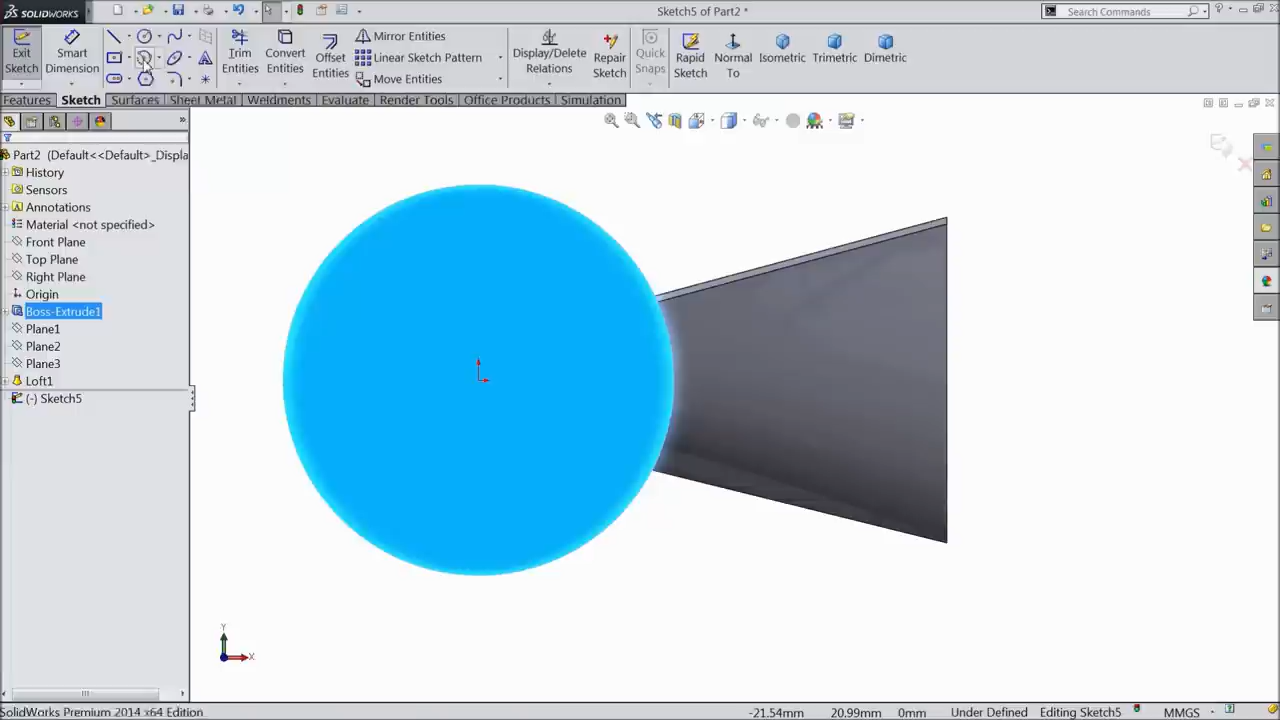 SOLIDWORKS
Sketch5 of Part2 *
Search Commands
Exit Sketch
Smart Dimension
Trim Entities
Convert Entities
Offset Entities
Mirror Entities
Linear Sketch Pattern
Move Entities
Display/Delete Relations
Repair Sketch
Quick Snaps
Rapid Sketch
Normal To
Isometric
Trimetric
Dimetric
Features
Sketch
Surfaces
Sheet Metal
Weldments
Evaluate
Render Tools
Office Products
Simulation
Part2 (Default<<Default>_Displa
History
Sensors
Annotations
Material <not specified>
Front Plane
Top Plane
Right Plane
Origin
Boss-Extrude1
Plane1
Plane2
Plane3
Loft1
(-) Sketch5
Y
X
SolidWorks Premium 2014 x64 Edition
-21.54mm
20.99mm
0mm
Under Defined
Editing Sketch5
MMGS